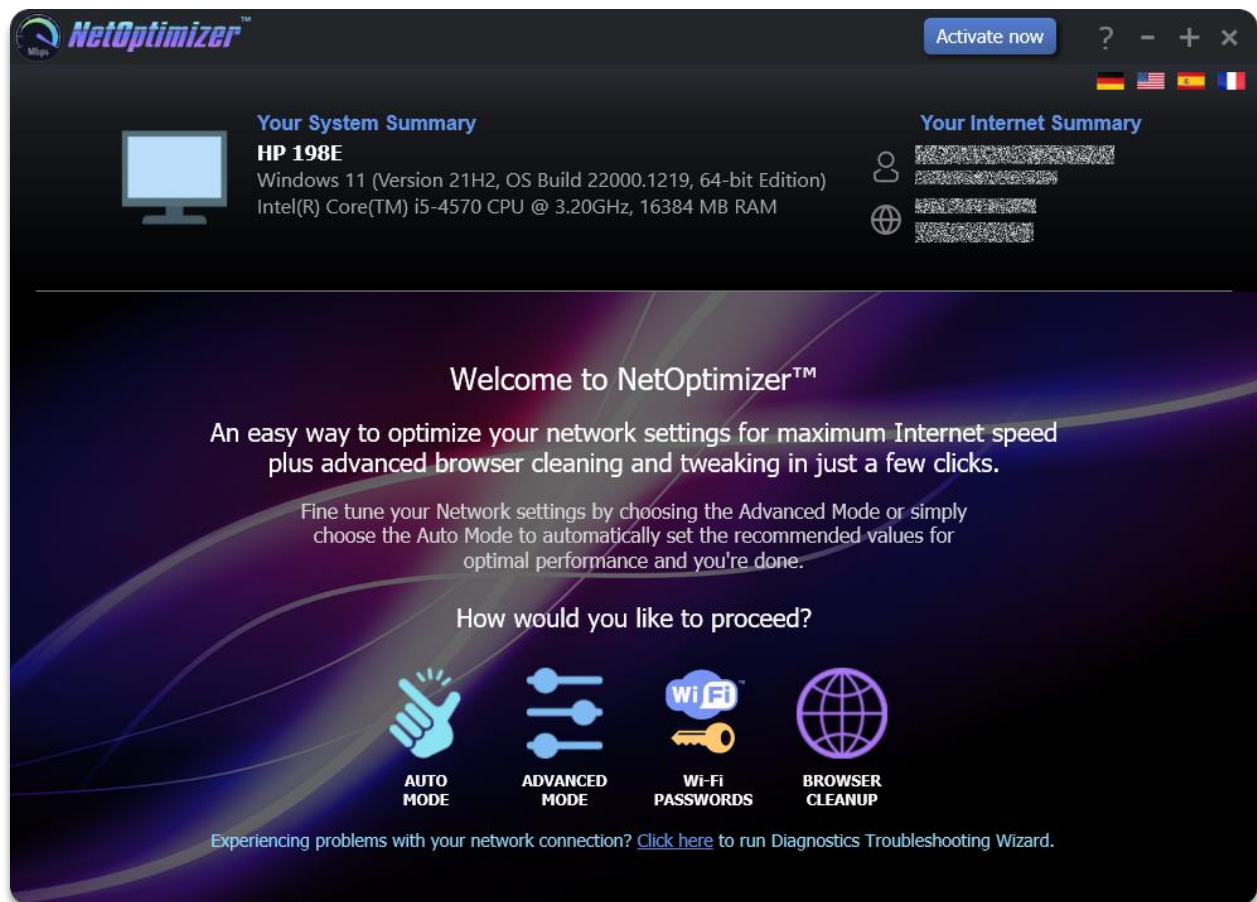 Mbps
NetOptimizer™
Activate now
? - + ×
Your System Summary
HP 198E
Windows 11 (Version 21H2, OS Build 22000.1219, 64-bit Edition)
Intel(R) Core(TM) i5-4570 CPU @ 3.20GHz, 16384 MB RAM
Your Internet Summary
Welcome to NetOptimizer™
An easy way to optimize your network settings for maximum Internet speed
plus advanced browser cleaning and tweaking in just a few clicks.
Fine tune your Network settings by choosing the Advanced Mode or simply
choose the Auto Mode to automatically set the recommended values for
optimal performance and you're done.
How would you like to proceed?
AUTO
MODE
ADVANCED
MODE
Wi Fi™
Wi-Fi
PASSWORDS
BROWSER
CLEANUP
Experiencing problems with your network connection? Click here to run Diagnostics Troubleshooting Wizard.